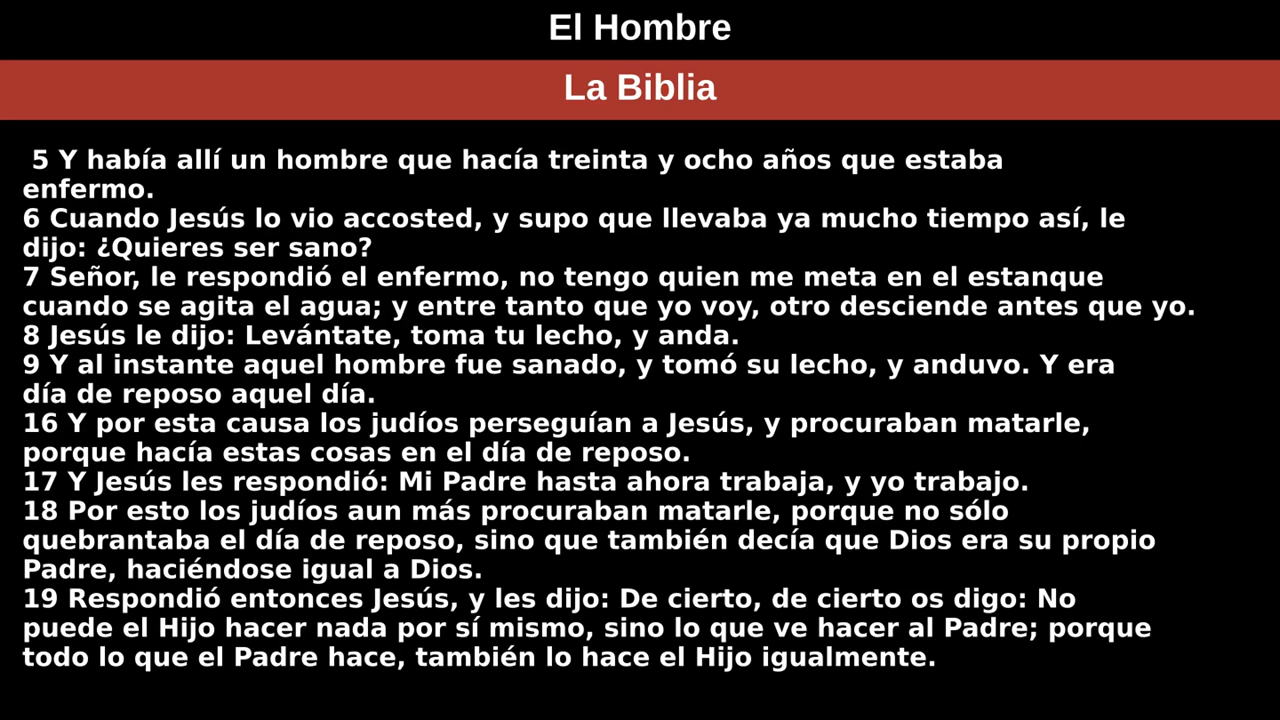 El Hombre
La Biblia
5 Y había allí un hombre que hacía treinta y ocho años que estaba
enfermo.
6 Cuando Jesús lo vio accosted, y supo que llevaba ya mucho tiempo así, le
dijo: ¿Quieres ser sano?
7 Señor, le respondió el enfermo, no tengo quien me meta en el estanque
cuando se agita el agua; y entre tanto que yo voy, otro desciende antes que yo.
8 Jesús le dijo: Levántate, toma tu lecho, y anda.
9 Y al instante aquel hombre fue sanado, y tomó su lecho, y anduvo. Y era
día de reposo aquel día.
16 Y por esta causa los judíos perseguían a Jesús, y procuraban matarle,
porque hacía estas cosas en el día de reposo.
17 Y Jesús les respondió: Mi Padre hasta ahora trabaja, y yo trabajo.
18 Por esto los judíos aun más procuraban matarle, porque no sólo
quebrantaba el día de reposo, sino que también decía que Dios era su propio
Padre, haciéndose igual a Dios.
19 Respondió entonces Jesús, y les dijo: De cierto, de cierto os digo: No
puede el Hijo hacer nada por sí mismo, sino lo que ve hacer al Padre; porque
todo lo que el Padre hace, también lo hace el Hijo igualmente.